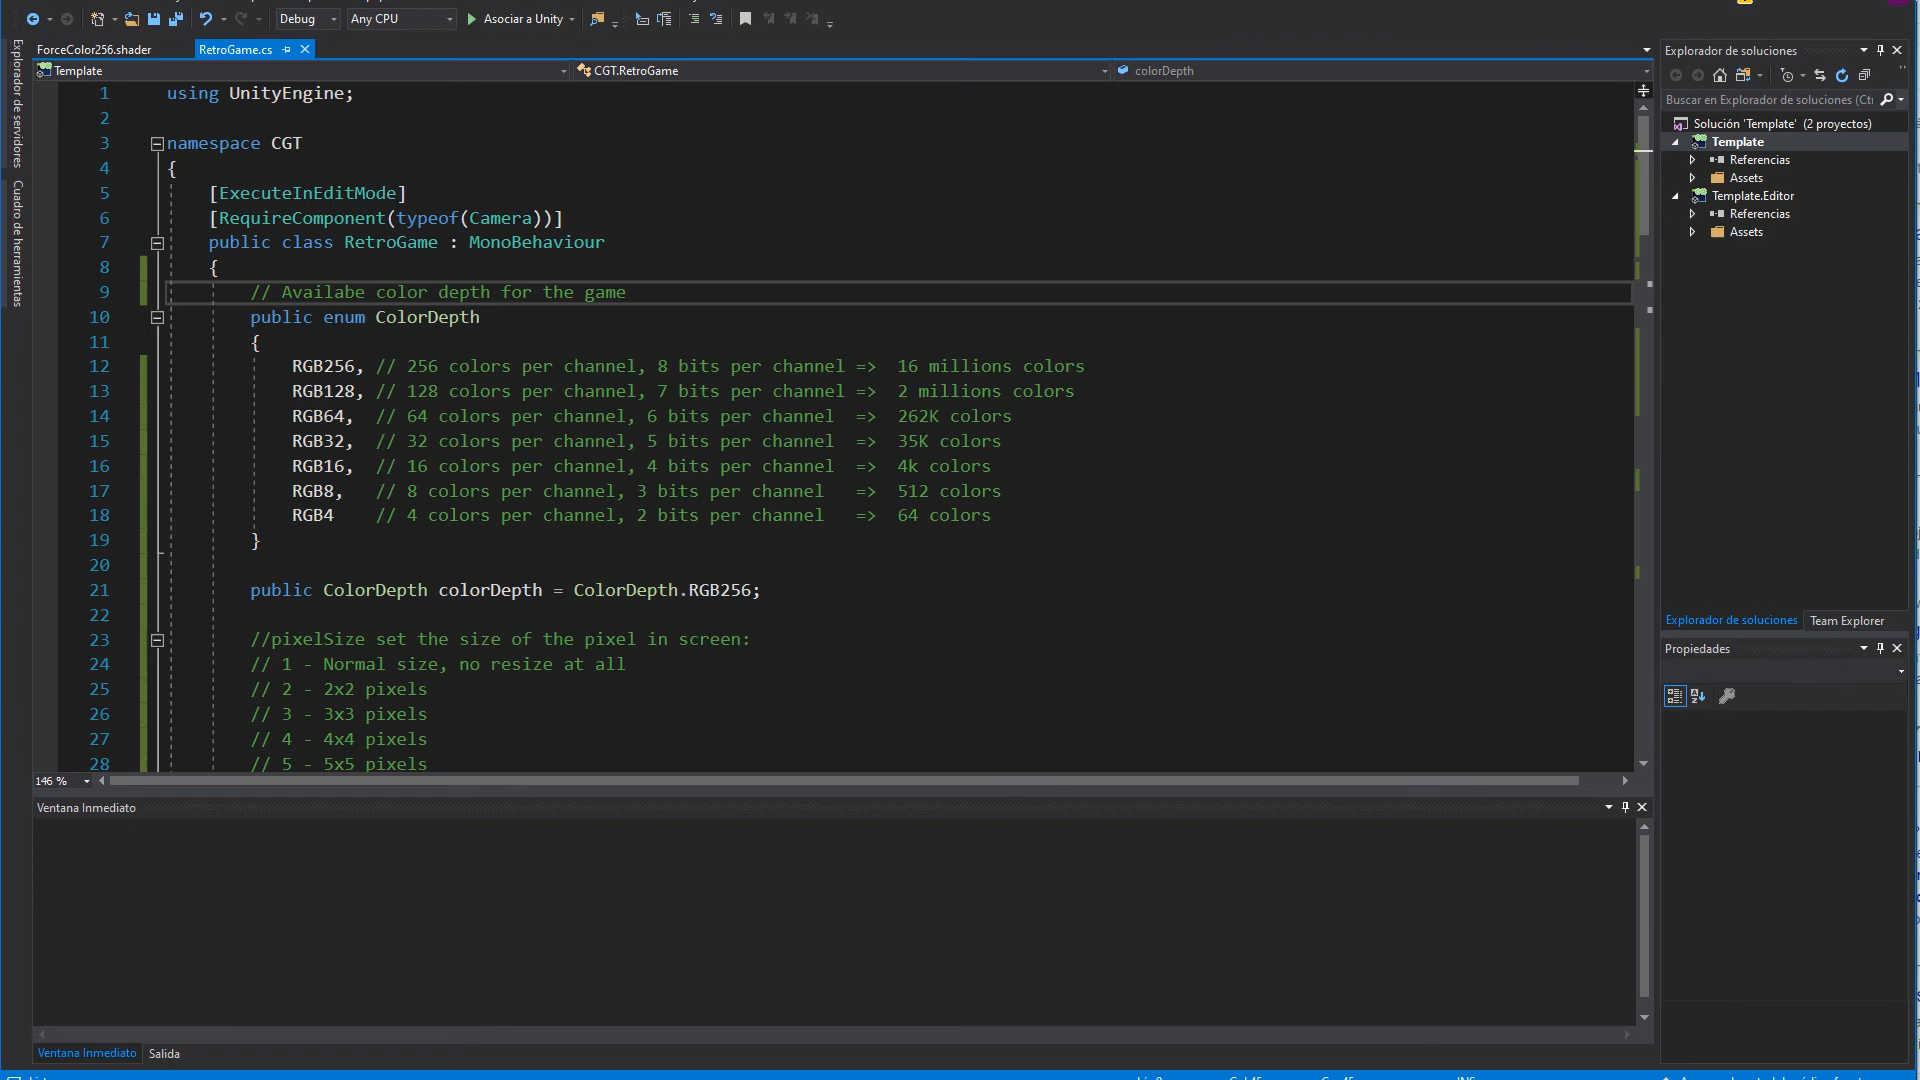 Debug
Any CPU
Asociar a Unity
ForceColor256.shader
RetroGame.cs
Template
CGT.RetroGame
colorDepth
Explorador de servidores
Cuadro de herramientas
1 using UnityEngine;
2
3 namespace CGT
4 {
5 [ExecuteInEditMode]
6 [RequireComponent(typeof(Camera))]
7 public class RetroGame : MonoBehaviour
8 {
9 // Availabe color depth for the game
10 public enum ColorDepth
11 {
12 RGB256, // 256 colors per channel, 8 bits per channel => 16 millions colors
13 RGB128, // 128 colors per channel, 7 bits per channel => 2 millions colors
14 RGB64, // 64 colors per channel, 6 bits per channel => 262K colors
15 RGB32, // 32 colors per channel, 5 bits per channel => 35K colors
16 RGB16, // 16 colors per channel, 4 bits per channel => 4k colors
17 RGB8, // 8 colors per channel, 3 bits per channel => 512 colors
18 RGB4 // 4 colors per channel, 2 bits per channel => 64 colors
19 }
20
21 public ColorDepth colorDepth = ColorDepth.RGB256;
22
23 //pixelSize set the size of the pixel in screen:
24 // 1 - Normal size, no resize at all
25 // 2 - 2x2 pixels
26 // 3 - 3x3 pixels
27 // 4 - 4x4 pixels
28 // 5 - 5x5 pixels
146 %
Ventana Inmediato
Ventana Inmediato
Salida
Explorador de soluciones
Buscar en Explorador de soluciones (Ct
Solución 'Template' (2 proyectos)
Template
Referencias
Assets
Template.Editor
Referencias
Assets
Explorador de soluciones
Team Explorer
Propiedades